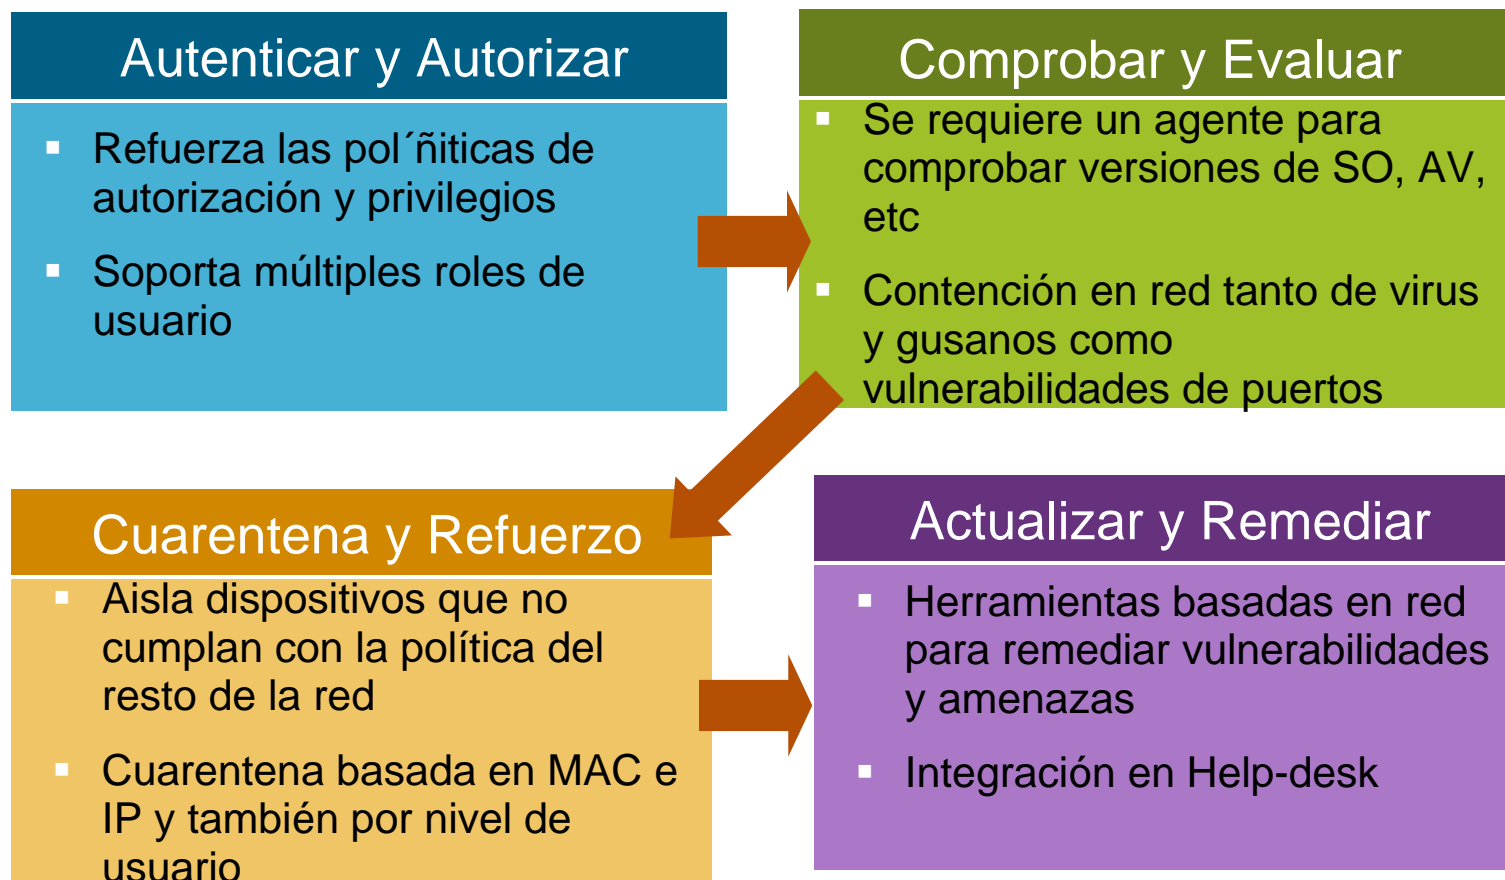 Autenticar y Autorizar
Refuerza las pol´ñiticas de
autorización y privilegios
Soporta múltiples roles de
usuario
Comprobar y Evaluar
Se requiere un agente para
comprobar versiones de SO, AV,
etc
Contención en red tanto de virus
y gusanos como
vulnerabilidades de puertos
Cuarentena y Refuerzo
Aisla dispositivos que no
cumplan con la política del
resto de la red
Cuarentena basada en MAC e
IP y también por nivel de
usuario
Actualizar y Remediar
Herramientas basadas en red
para remediar vulnerabilidades
y amenazas
Integración en Help-desk